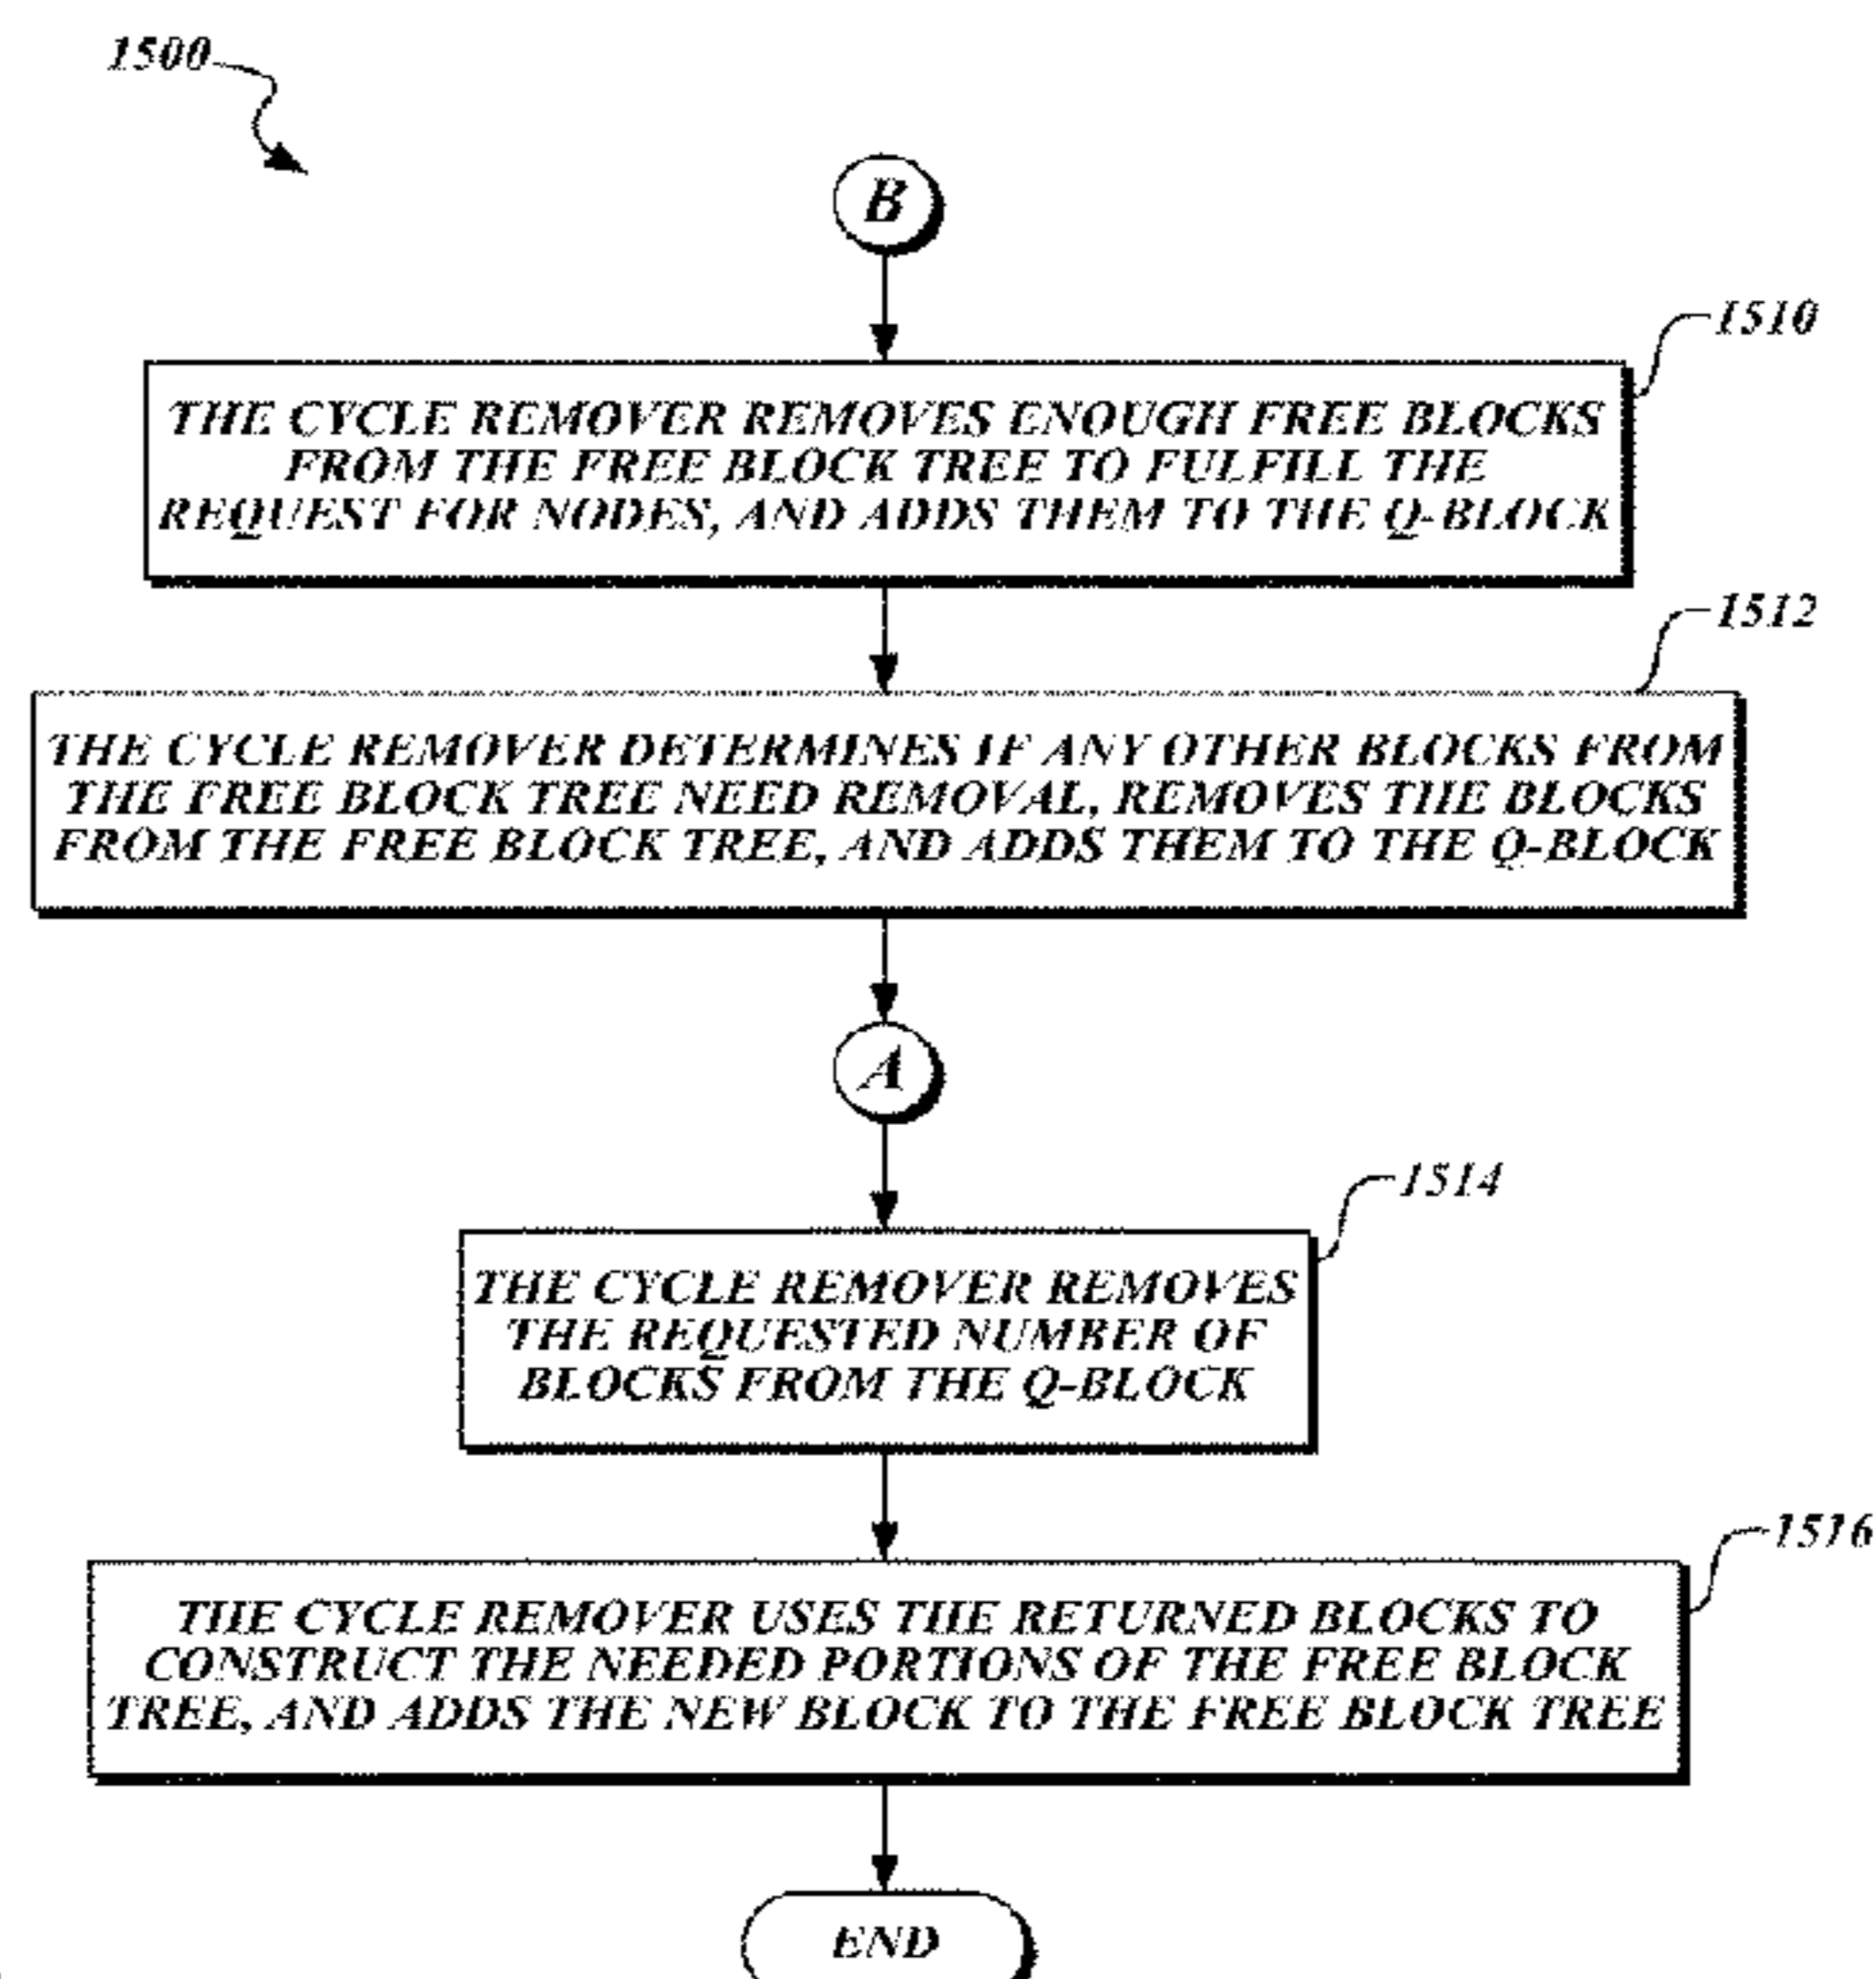 1500
B
1510
THE CYCLE REMOVER REMOVES ENOUGH FREE BLOCKS
FROM THE FREE BLOCK TREE TO FULFILL THE
REQUEST FOR NODES, AND ADDS THEM TO THE Q-BLOCK
1512
THE CYCLE REMOVER DETERMINES IF ANY OTHER BLOCKS FROM
THE FREE BLOCK TREE NEED REMOVAL, REMOVES THE BLOCKS
FROM THE FREE BLOCK TREE, AND ADDS THEM TO THE Q-BLOCK
A
1514
THE CYCLE REMOVER REMOVES
THE REQUESTED NUMBER OF
BLOCKS FROM THE Q-BLOCK
1516
THE CYCLE REMOVER USES THE RETURNED BLOCKS TO
CONSTRUCT THE NEEDED PORTIONS OF THE FREE BLOCK
TREE, AND ADDS THE NEW BLOCK TO THE FREE BLOCK TREE
END